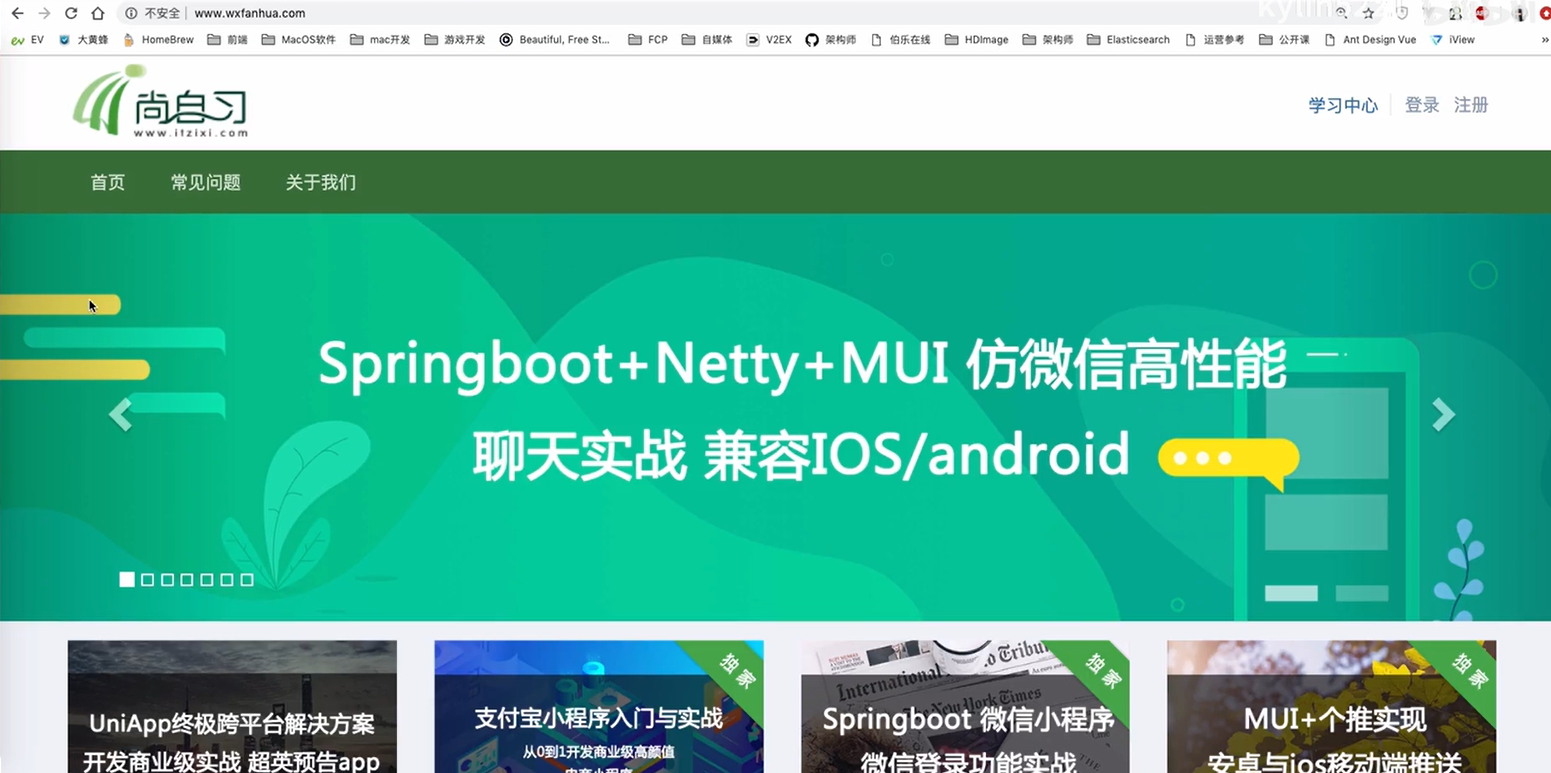 不安全 www.wxfanhua.com
EV 大黄蜂 HomeBrew 前端 MacOS软件 mac开发 游戏开发 Beautiful, Free St... FCP 自媒体 V2EX 架构师 伯乐在线 HDImage 架构师 Elasticsearch 运营参考 公开课 Ant Design Vue iView »
尚自习
www.itzixi.com
学习中心 登录 注册
首页 常见问题 关于我们
Springboot+Netty+MUI 仿微信高性能
聊天实战 兼容IOS/android
独家
独家
独家
UniApp终极跨平台解决方案
开发商业级实战 超英预告app
支付宝小程序入门与实战
从0到1开发商业级高颜值
电商小程序
International
The New York Times
Springboot 微信小程序
微信登录功能实战
MUI+个推实现
安卓与ios移动端推送